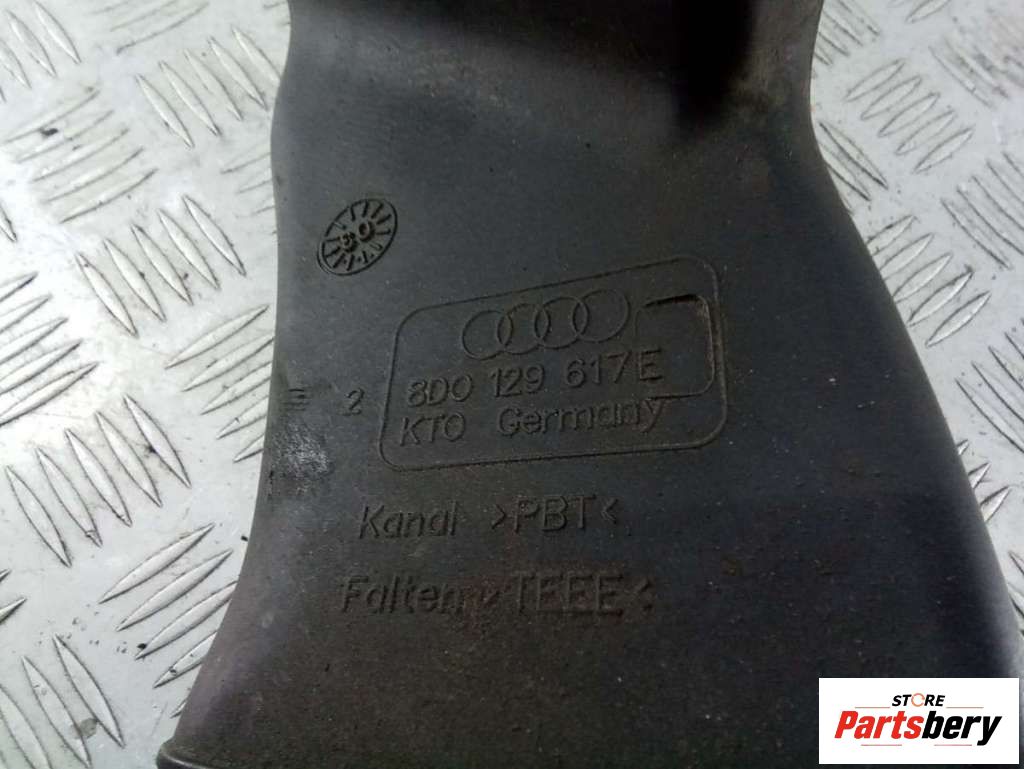 2
8D0 129 617E
KTO Germany
Kanal >PBT<
Falten >TEEE<
STORE
Partsbery